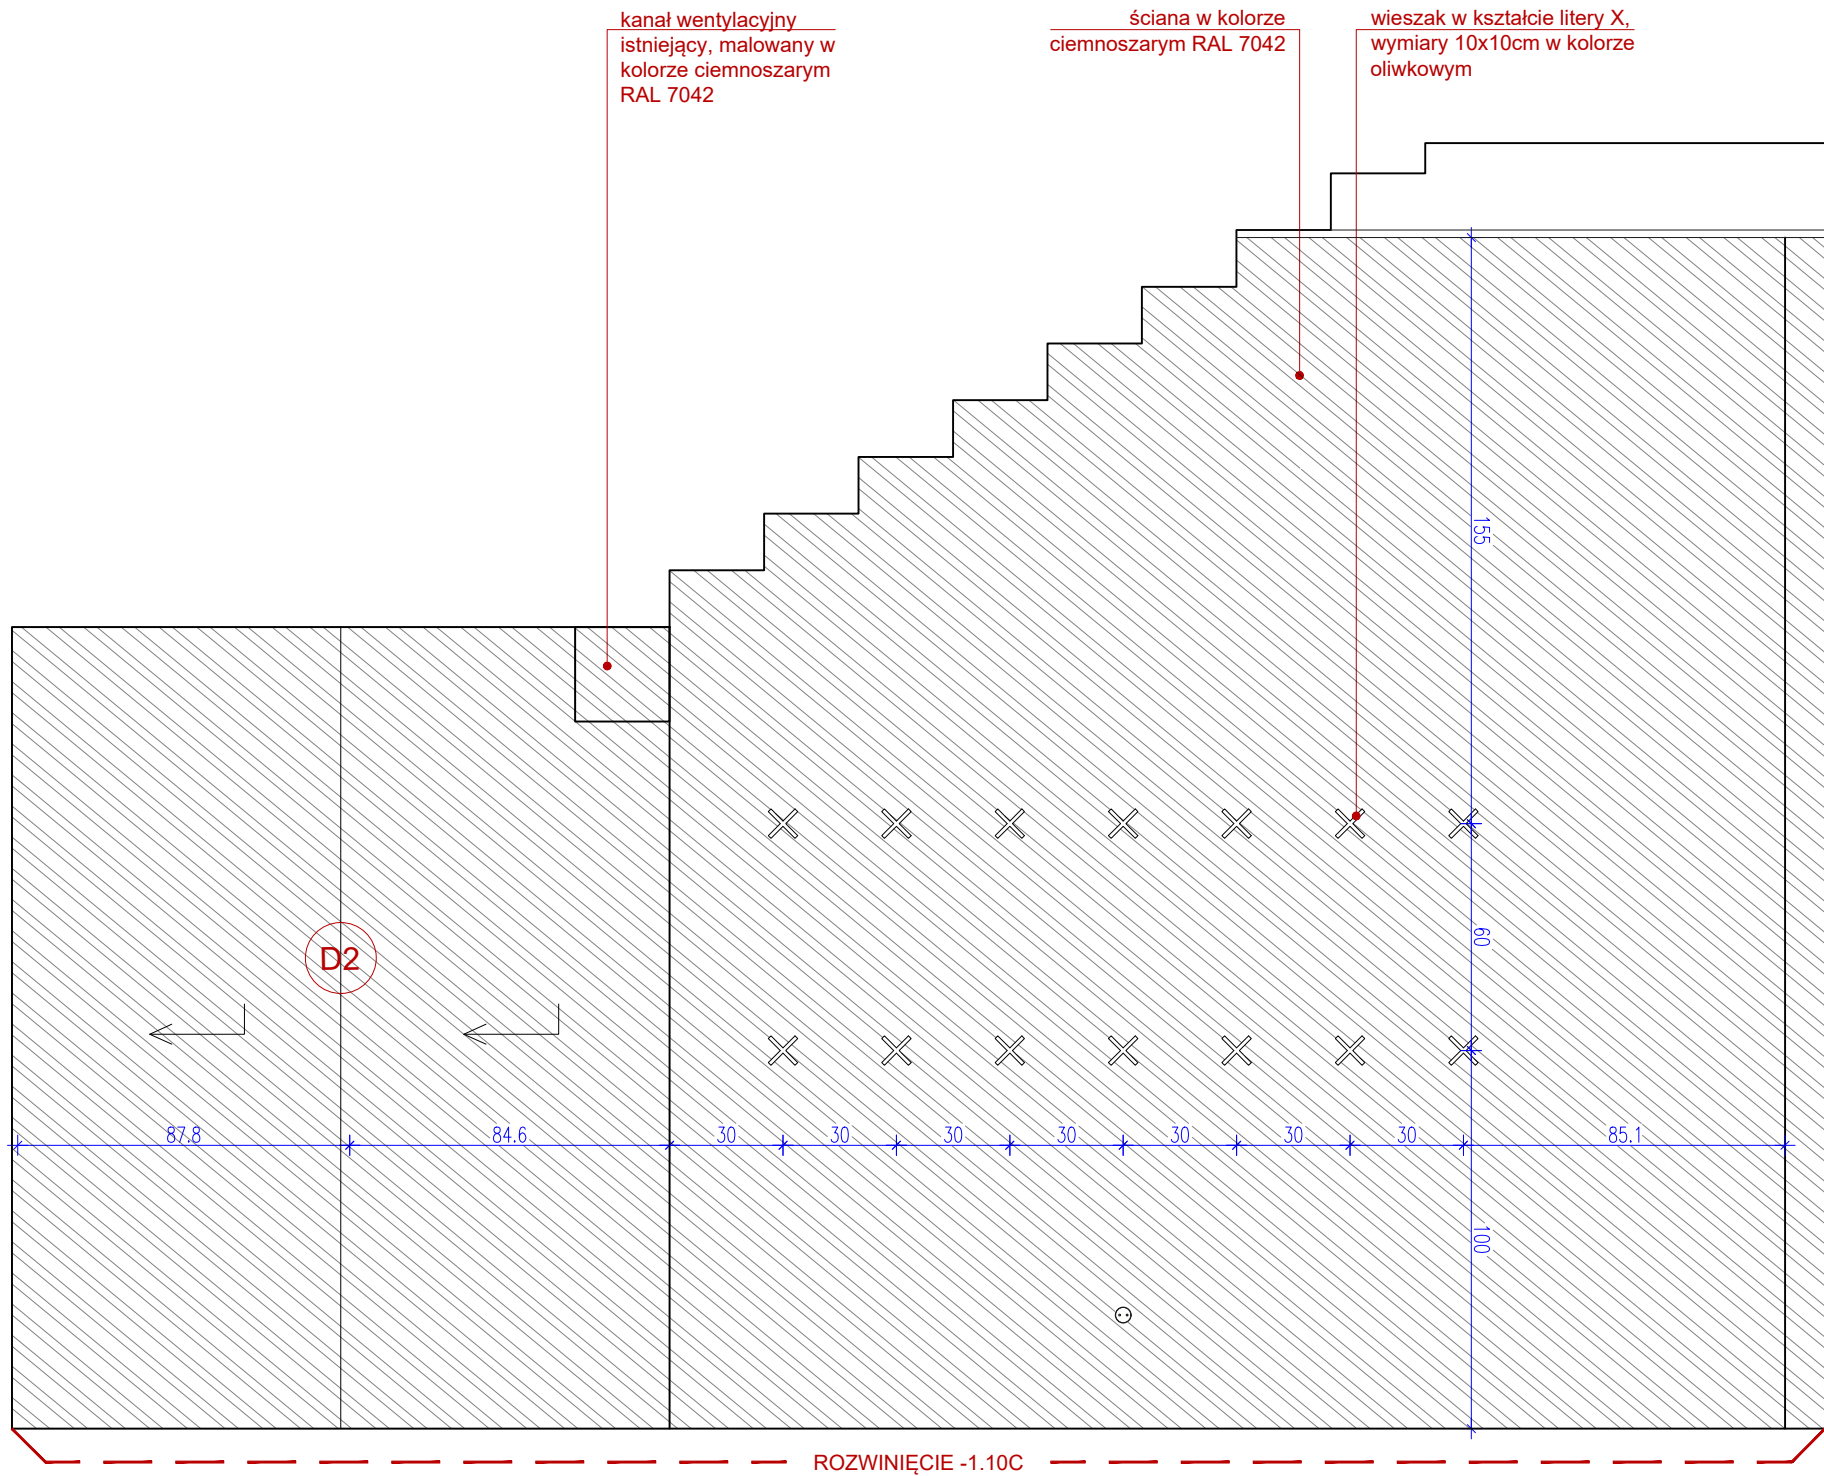 kanał wentylacyjny
istniejący, malowany w
kolorze ciemnoszarym
RAL 7042
ściana w kolorze
ciemnoszarym RAL 7042
wieszak w kształcie litery X,
wymiary 10x10cm w kolorze
oliwkowym
155
60
D2
87.8
84.6
30
30
30
30
30
30
30
85.1
100
ROZWINIĘCIE -1.10C